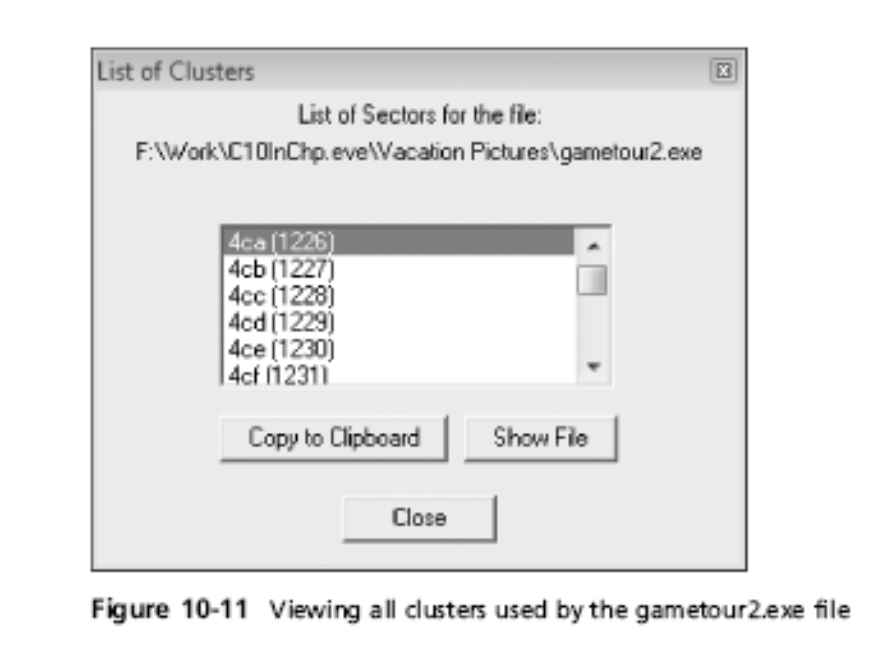 List of Clusters
List of Sectors for the file:
F:\Work\C10InChp.eve\Vacation Pictures\gametour2.exe
4ca (1226)
4cb (1227)
4cc (1228)
4cd (1229)
4ce (1230)
4cf (1231)
Copy to Clipboard
Show File
Close
Figure 10-11 Viewing all clusters used by the gametour2.exe file